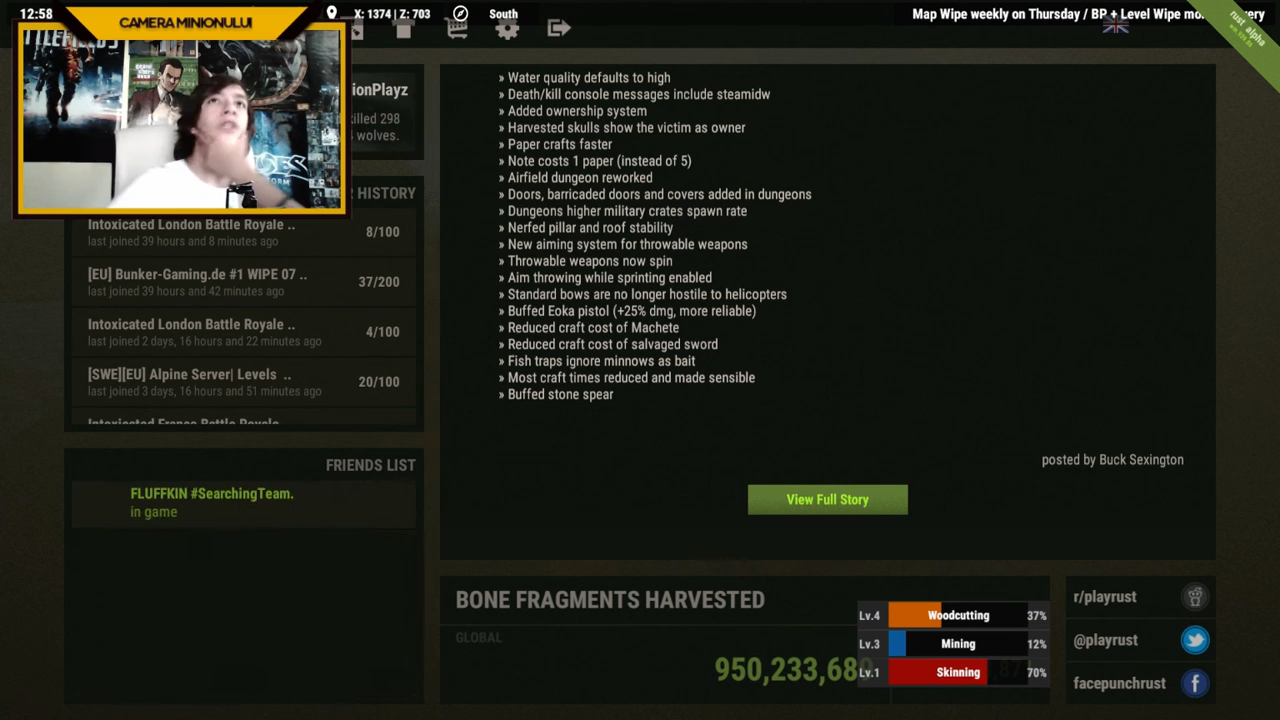 12:58
X: 1374 | Z: 703
South
Map Wipe weekly on Thursday / BP + Level Wipe
CAMERA MINIONULUI
rust alpha
ionPlayz
killed 298
wolves.
HISTORY
Intoxicated London Battle Royale ..
last joined 39 hours and 8 minutes ago
8/100
[EU] Bunker-Gaming.de #1 WIPE 07 ..
last joined 39 hours and 42 minutes ago
37/200
Intoxicated London Battle Royale ..
last joined 2 days, 16 hours and 22 minutes ago
4/100
[SWE][EU] Alpine Server| Levels ..
last joined 3 days, 16 hours and 51 minutes ago
20/100
Intoxicated France Battle Royale
FRIENDS LIST
FLUFFKIN #SearchingTeam.
in game
» Water quality defaults to high
» Death/kill console messages include steamidw
» Added ownership system
» Harvested skulls show the victim as owner
» Paper crafts faster
» Note costs 1 paper (instead of 5)
» Airfield dungeon reworked
» Doors, barricaded doors and covers added in dungeons
» Dungeons higher military crates spawn rate
» Nerfed pillar and roof stability
» New aiming system for throwable weapons
» Throwable weapons now spin
» Aim throwing while sprinting enabled
» Standard bows are no longer hostile to helicopters
» Buffed Eoka pistol (+25% dmg, more reliable)
» Reduced craft cost of Machete
» Reduced craft cost of salvaged sword
» Fish traps ignore minnows as bait
» Most craft times reduced and made sensible
» Buffed stone spear
posted by Buck Sexington
View Full Story
BONE FRAGMENTS HARVESTED
GLOBAL
950,233,68
Lv.4 Woodcutting 37%
Lv.3 Mining 12%
Lv.1 Skinning 70%
r/playrust
@playrust
facepunchrust